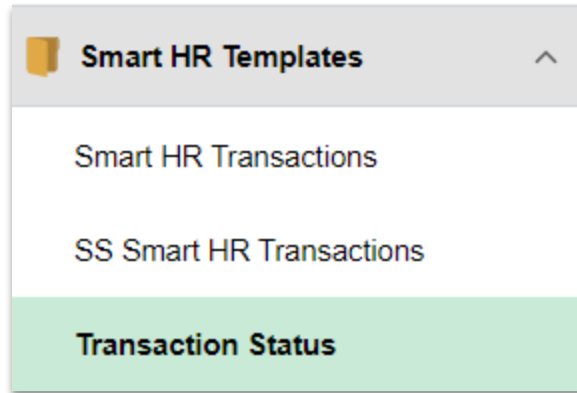 Smart HR Templates
Smart HR Transactions
SS Smart HR Transactions
Transaction Status